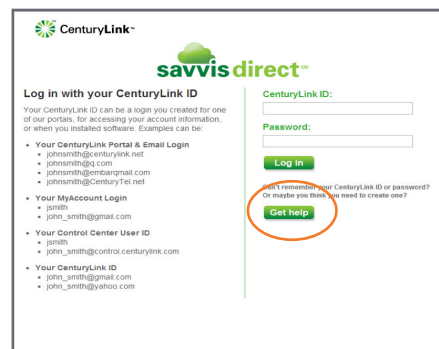 CenturyLink™
savvisdirect℠
Log in with your CenturyLink ID
Your CenturyLink ID can be a login you created for one
of our portals, for accessing your account information,
or when you installed software. Examples can be:
• Your CenturyLink Portal & Email Login
▪ johnsmith@centurylink.net
▪ johnsmith@q.com
▪ johnsmith@embarqmail.com
▪ johnsmith@CenturyTel.net
• Your MyAccount Login
▪ jsmith
▪ john_smith@gmail.com
• Your Control Center User ID
▪ jsmith
▪ john_smith@control.centurylink.com
• Your CenturyLink ID
▪ john_smith@gmail.com
▪ john_smith@yahoo.com
CenturyLink ID:
Password:
Log in
Can't remember your CenturyLink ID or password?
Or maybe you think you need to create one?
Get help